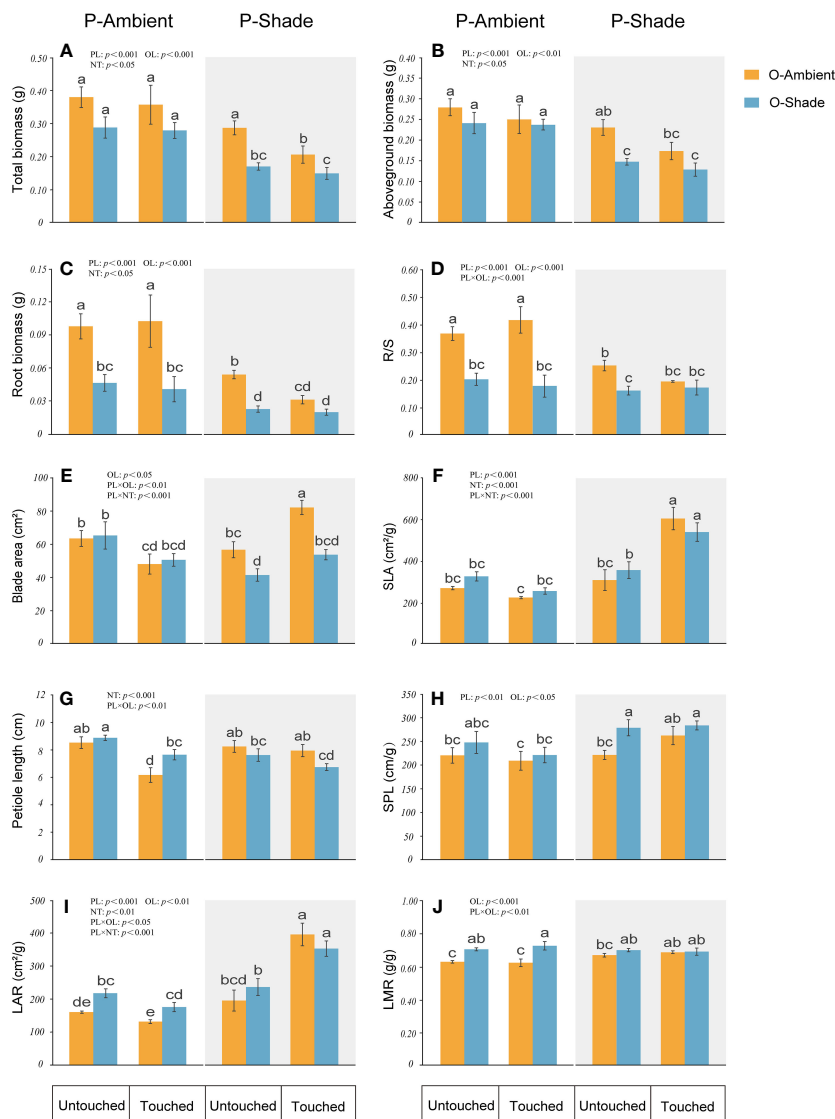 P-Ambient P-Shade P-Ambient P-Shade
A
PL: p<0.001 OL: p<0.001
NT: p<0.05
Total biomass (g)
0.50
0.40
0.30
0.20
0.10
0
a a a a a bc b c
B
PL: p<0.001 OL: p<0.01
NT: p<0.05
Aboveground biomass (g)
0.40
0.35
0.30
0.25
0.20
0.15
0.10
0.05
0
a a a a ab c bc c
O-Ambient
O-Shade
C
PL: p<0.001 OL: p<0.001
NT: p<0.05
Root biomass (g)
0.15
0.12
0.09
0.06
0.03
0
a bc a bc b d cd d
D
PL: p<0.001 OL: p<0.001
PL×OL: p<0.001
R/S
0.60
0.50
0.40
0.30
0.20
0.10
0
a bc a bc b c bc bc
E
OL: p<0.05
PL×OL: p<0.01
PL×NT: p<0.001
Blade area (cm²)
100
80
60
40
20
0
b b cd bcd bc d a bcd
F
PL: p<0.001
NT: p<0.001
PL×NT: p<0.001
SLA (cm²/g)
800
600
400
200
0
bc bc c bc bc b a a
G
NT: p<0.001
PL×OL: p<0.01
Petiole length (cm)
12
10
8
6
4
2
0
ab a d bc ab bc ab cd
H
PL: p<0.01 OL: p<0.05
SPL (cm/g)
350
300
250
200
150
100
50
0
bc abc c bc bc a ab a
I
PL: p<0.001 OL: p<0.01
NT: p<0.01
PL×OL: p<0.05
PL×NT: p<0.001
LAR (cm²/g)
500
400
300
200
100
0
de bc e cd bcd b a a
J
OL: p<0.001
PL×OL: p<0.01
LMR (g/g)
1.00
0.80
0.60
0.40
0.20
0
c ab c a bc ab ab ab
Untouched Touched Untouched Touched Untouched Touched Untouched Touched